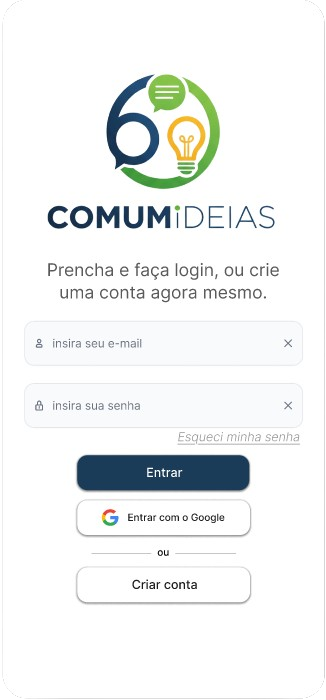 COMUMiDEIAS
Prencha e faça login, ou crie
uma conta agora mesmo.
insira seu e-mail
insira sua senha
Esqueci minha senha
Entrar
Entrar com o Google
ou
Criar conta